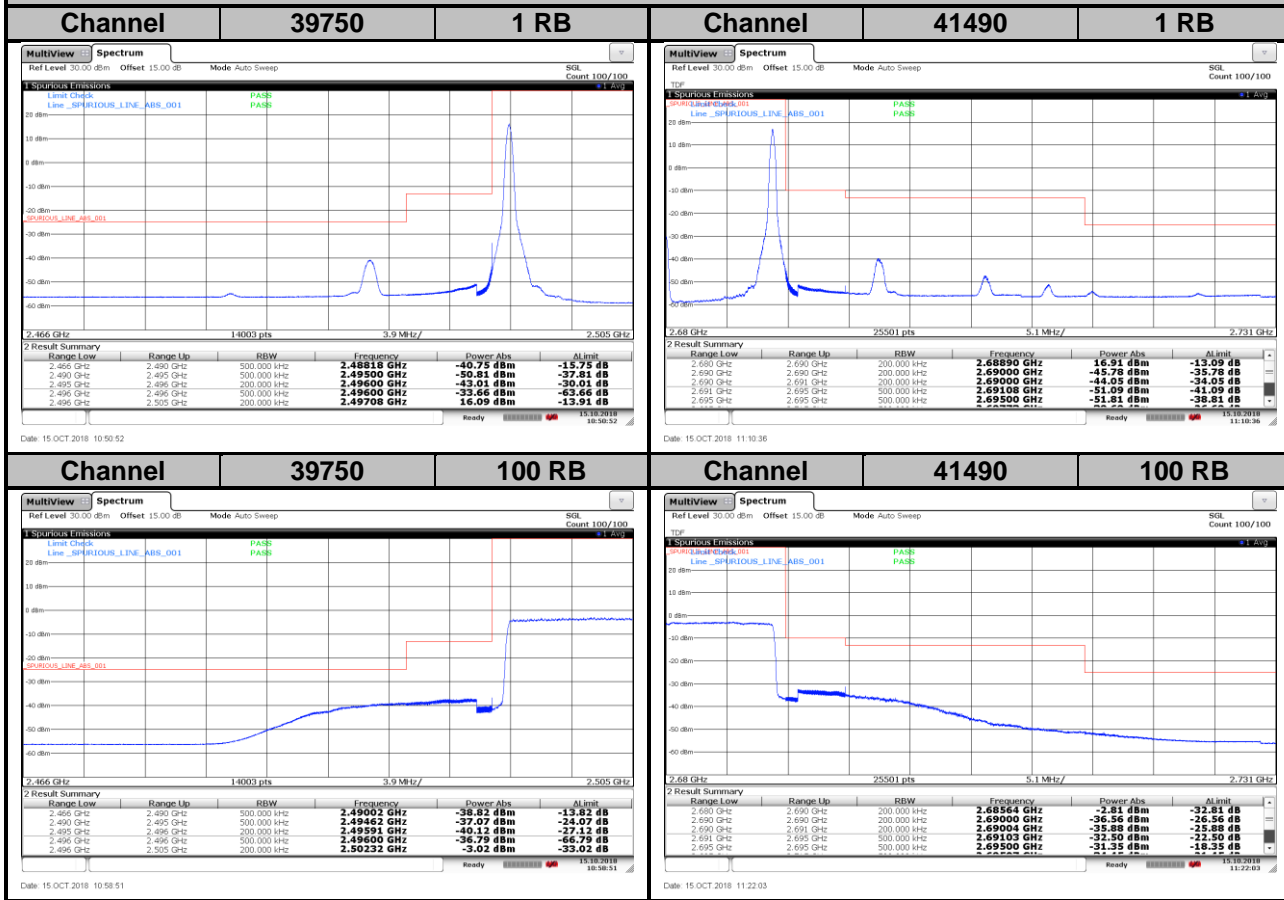 Channel 39750 1 RB
MultiView Spectrum
Ref Level 30.00 dBm Offset 15.00 dB Mode Auto Sweep SGL
Count 100/100
1 Spurious Emissions 1 Avg
Limit Check PASS
Line _SPURIOUS_LINE_ABS_001 PASS
20 dBm
10 dBm
0 dBm
-10 dBm
-20 dBm
_SPURIOUS_LINE_ABS_001
-30 dBm
-40 dBm
-50 dBm
-60 dBm
2.466 GHz 14003 pts 3.9 MHz/ 2.505 GHz
2 Result Summary
Range Low Range Up RBW Frequency Power Abs ΔLimit
2.466 GHz 2.490 GHz 500.000 kHz 2.48818 GHz -40.75 dBm -15.75 dB
2.490 GHz 2.495 GHz 500.000 kHz 2.49500 GHz -50.81 dBm -37.81 dB
2.495 GHz 2.496 GHz 200.000 kHz 2.49600 GHz -43.01 dBm -30.01 dB
2.496 GHz 2.496 GHz 500.000 kHz 2.49600 GHz -33.66 dBm -63.66 dB
2.496 GHz 2.505 GHz 200.000 kHz 2.49708 GHz 16.09 dBm -13.91 dB
Ready 15.10.2018
10:50:52
Date: 15.OCT.2018 10:50:52
Channel 41490 1 RB
MultiView Spectrum
Ref Level 30.00 dBm Offset 15.00 dB Mode Auto Sweep SGL
Count 100/100
TDF
1 Spurious Emissions 1 Avg
PASS
Line _SPURIOUS_LINE_ABS_001 PASS
20 dBm
10 dBm
0 dBm
-10 dBm
-20 dBm
-30 dBm
-40 dBm
-50 dBm
-60 dBm
2.68 GHz 25501 pts 5.1 MHz/ 2.731 GHz
2 Result Summary
Range Low Range Up RBW Frequency Power Abs ΔLimit
2.680 GHz 2.690 GHz 200.000 kHz 2.68890 GHz 16.91 dBm -13.09 dB
2.690 GHz 2.690 GHz 200.000 kHz 2.69000 GHz -45.78 dBm -35.78 dB
2.690 GHz 2.691 GHz 200.000 kHz 2.69000 GHz -44.05 dBm -34.05 dB
2.691 GHz 2.695 GHz 500.000 kHz 2.69108 GHz -51.09 dBm -41.09 dB
2.695 GHz 2.695 GHz 500.000 kHz 2.69500 GHz -51.81 dBm -38.81 dB
Ready 15.10.2018
11:10:36
Date: 15.OCT.2018 11:10:36
Channel 39750 100 RB
MultiView Spectrum
Ref Level 30.00 dBm Offset 15.00 dB Mode Auto Sweep SGL
Count 100/100
1 Spurious Emissions 1 Avg
Limit Check PASS
Line _SPURIOUS_LINE_ABS_001 PASS
20 dBm
10 dBm
0 dBm
-10 dBm
-20 dBm
_SPURIOUS_LINE_ABS_001
-30 dBm
-40 dBm
-50 dBm
-60 dBm
2.466 GHz 14003 pts 3.9 MHz/ 2.505 GHz
2 Result Summary
Range Low Range Up RBW Frequency Power Abs ΔLimit
2.466 GHz 2.490 GHz 500.000 kHz 2.49002 GHz -38.82 dBm -13.82 dB
2.490 GHz 2.495 GHz 500.000 kHz 2.49462 GHz -37.07 dBm -24.07 dB
2.495 GHz 2.496 GHz 200.000 kHz 2.49591 GHz -40.12 dBm -27.12 dB
2.496 GHz 2.496 GHz 500.000 kHz 2.49600 GHz -36.79 dBm -66.79 dB
2.496 GHz 2.505 GHz 200.000 kHz 2.50232 GHz -3.02 dBm -33.02 dB
Ready 15.10.2018
10:58:51
Date: 15.OCT.2018 10:58:51
Channel 41490 100 RB
MultiView Spectrum
Ref Level 30.00 dBm Offset 15.00 dB Mode Auto Sweep SGL
Count 100/100
TDF
1 Spurious Emissions 1 Avg
PASS
Line _SPURIOUS_LINE_ABS_001 PASS
20 dBm
10 dBm
0 dBm
-10 dBm
-20 dBm
-30 dBm
-40 dBm
-50 dBm
-60 dBm
2.68 GHz 25501 pts 5.1 MHz/ 2.731 GHz
2 Result Summary
Range Low Range Up RBW Frequency Power Abs ΔLimit
2.680 GHz 2.690 GHz 200.000 kHz 2.68564 GHz -2.81 dBm -32.81 dB
2.690 GHz 2.690 GHz 200.000 kHz 2.69000 GHz -36.56 dBm -26.56 dB
2.690 GHz 2.691 GHz 200.000 kHz 2.69004 GHz -35.88 dBm -25.88 dB
2.691 GHz 2.695 GHz 500.000 kHz 2.69103 GHz -32.50 dBm -22.50 dB
2.695 GHz 2.695 GHz 500.000 kHz 2.69500 GHz -31.35 dBm -18.35 dB
Ready 15.10.2018
11:22:03
Date: 15.OCT.2018 11:22:03